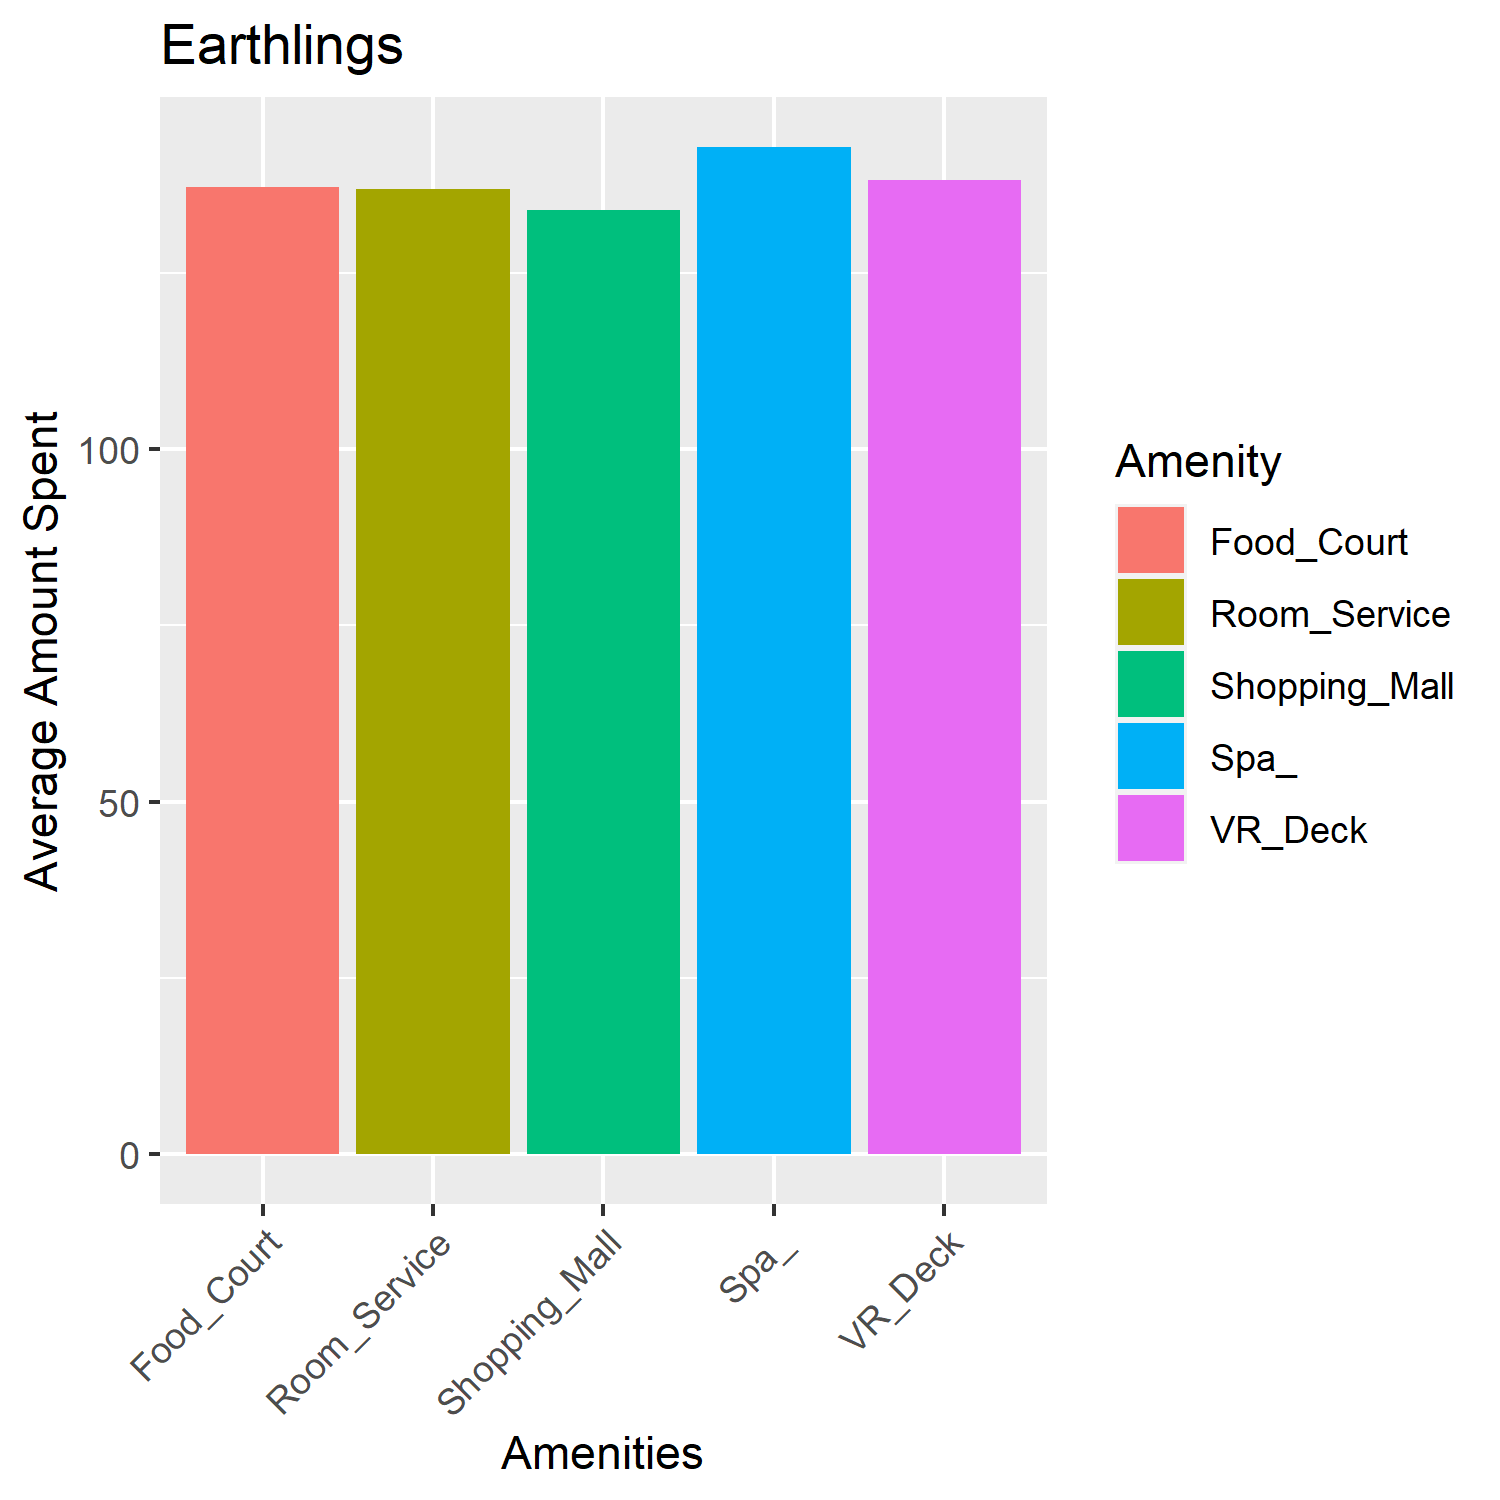 Earthlings
Average Amount Spent
100
50
0
Food_Court
Room_Service
Shopping_Mall
Spa_
VR_Deck
Amenities
Amenity
Food_Court
Room_Service
Shopping_Mall
Spa_
VR_Deck